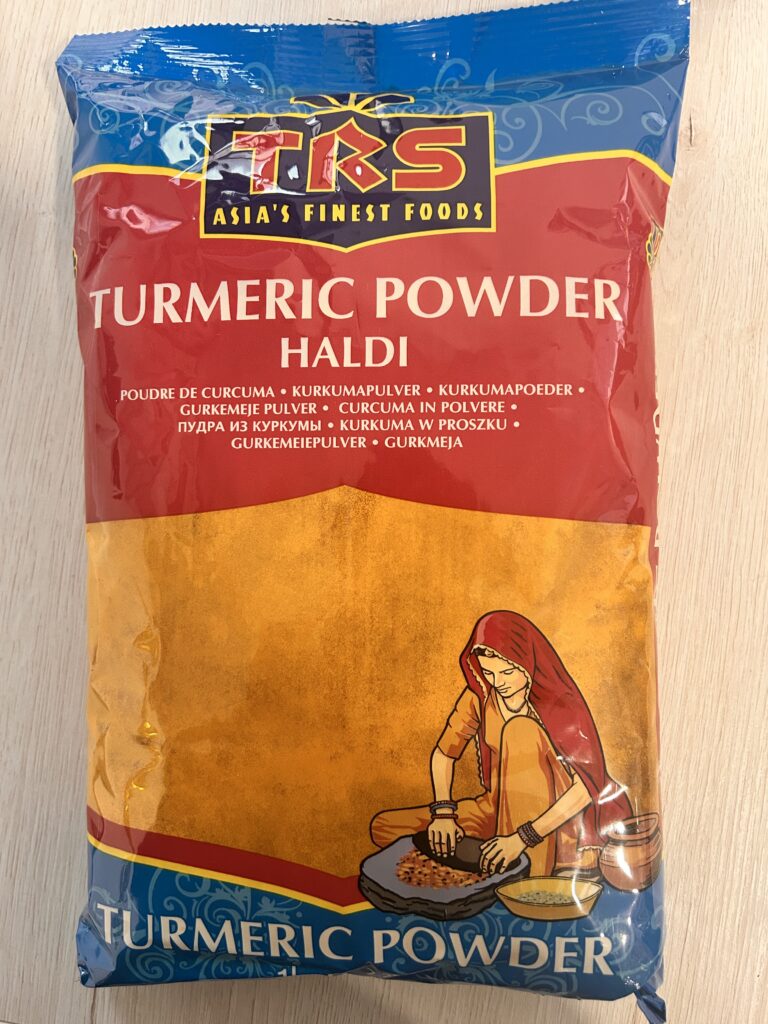 TRS
ASIA'S FINEST FOODS
TURMERIC POWDER
HALDI
POUDRE DE CURCUMA • KURKUMAPULVER • KURKUMAPOEDER •
GURKEMEJE PULVER • CURCUMA IN POLVERE •
ПУДРА ИЗ КУРКУМЫ • KURKUMA W PROSZKU •
GURKEMEIEPULVER • GURKMEJA
TURMERIC POWDER